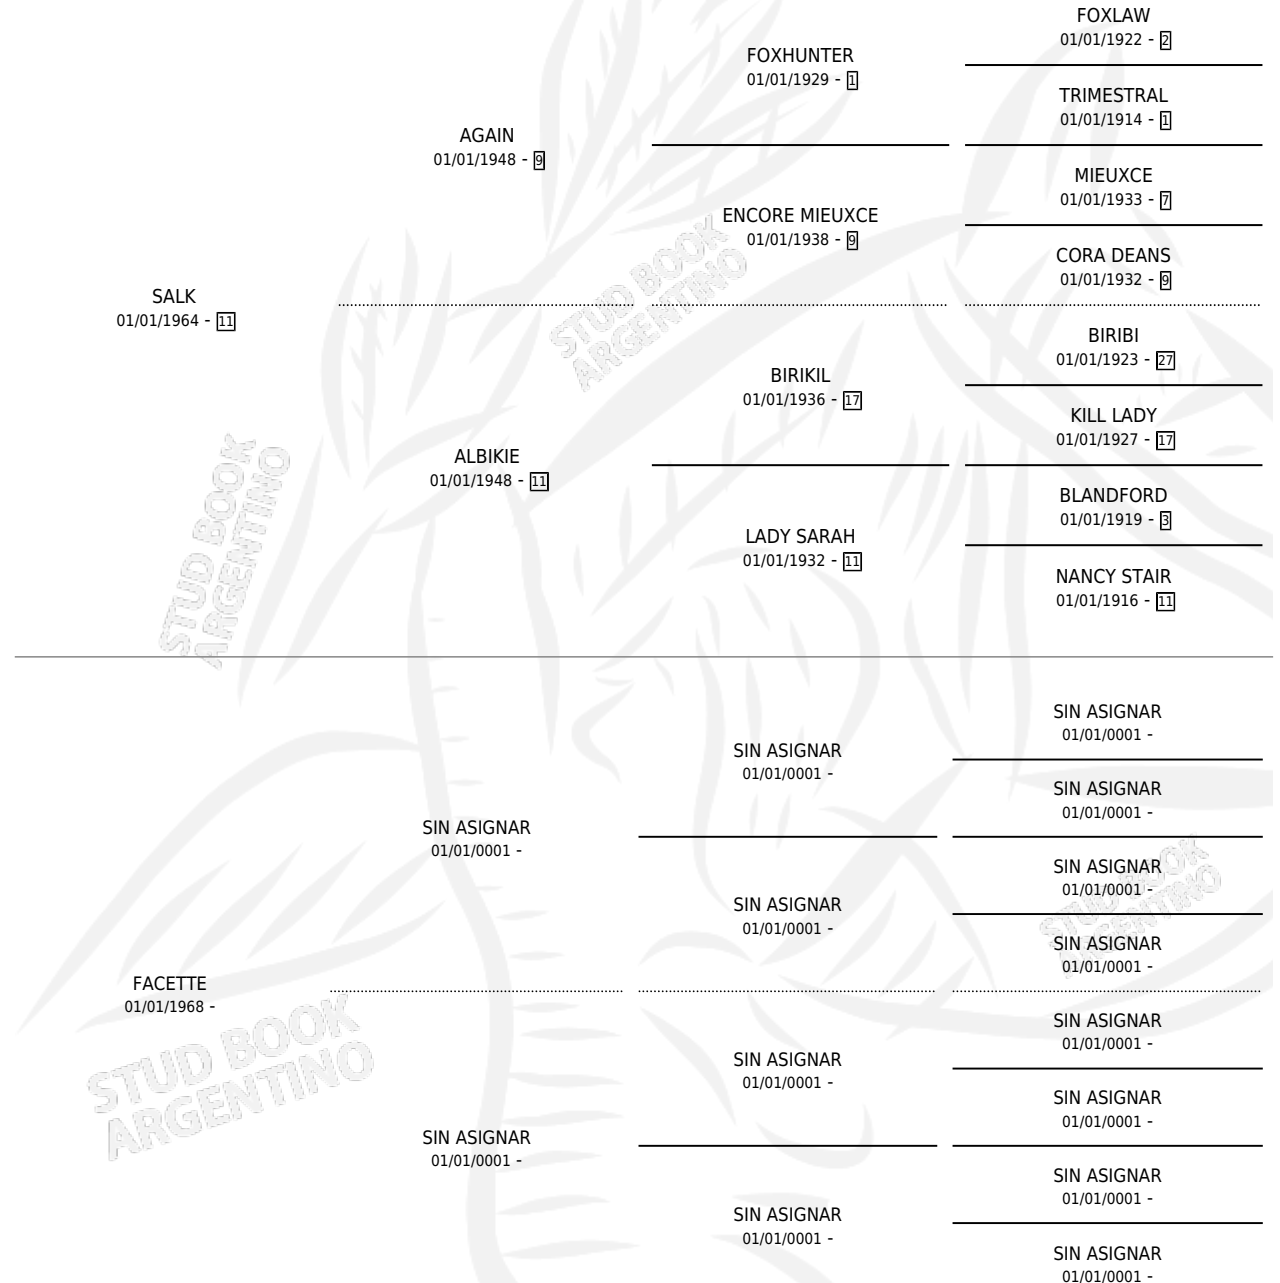 FOXLAW
01/01/1922 - 2
FOXHUNTER
01/01/1929 - 1
TRIMESTRAL
01/01/1914 - 1
AGAIN
01/01/1948 - 9
MIEUXCE
01/01/1933 - 7
ENCORE MIEUXCE
01/01/1938 - 9
CORA DEANS
01/01/1932 - 9
SALK
01/01/1964 - 11
BIRIBI
01/01/1923 - 27
BIRIKIL
01/01/1936 - 17
KILL LADY
01/01/1927 - 17
ALBIKIE
01/01/1948 - 11
BLANDFORD
01/01/1919 - 3
LADY SARAH
01/01/1932 - 11
NANCY STAIR
01/01/1916 - 11
STUD BOOK
ARGENTINO
STUD BOOK
ARGENTINO
SIN ASIGNAR
01/01/0001 -
SIN ASIGNAR
01/01/0001 -
SIN ASIGNAR
01/01/0001 -
SIN ASIGNAR
01/01/0001 -
SIN ASIGNAR
01/01/0001 -
SIN ASIGNAR
01/01/0001 -
SIN ASIGNAR
01/01/0001 -
FACETTE
01/01/1968 -
SIN ASIGNAR
01/01/0001 -
SIN ASIGNAR
01/01/0001 -
SIN ASIGNAR
01/01/0001 -
SIN ASIGNAR
01/01/0001 -
SIN ASIGNAR
01/01/0001 -
SIN ASIGNAR
01/01/0001 -
SIN ASIGNAR
01/01/0001 -
STUD BOOK
ARGENTINO
STUD BOOK
ARGENTINO